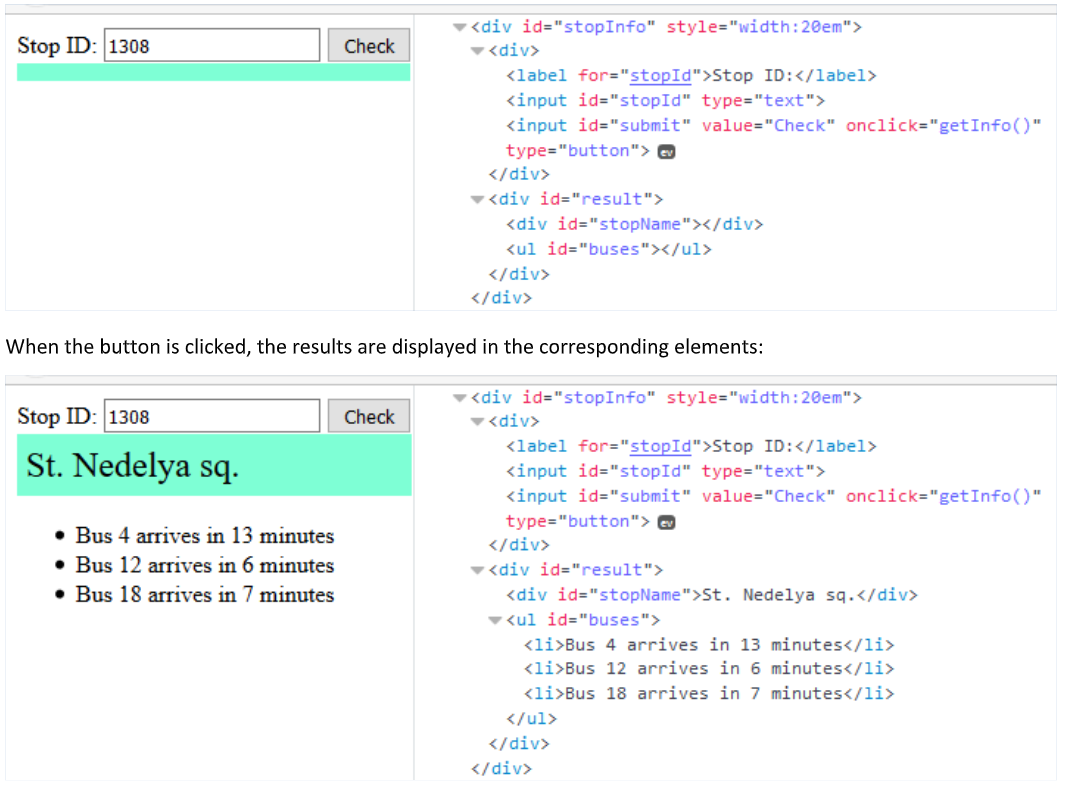 Stop ID: 1308 Check
<div id="stopInfo" style="width:20em">
<div>
<label for="stopId">Stop ID:</label>
<input id="stopId" type="text">
<input id="submit" value="Check" onclick="getInfo()"
type="button"> ev
</div>
<div id="result">
<div id="stopName"></div>
<ul id="buses"></ul>
</div>
</div>
When the button is clicked, the results are displayed in the corresponding elements:
Stop ID: 1308 Check
St. Nedelya sq.
• Bus 4 arrives in 13 minutes
• Bus 12 arrives in 6 minutes
• Bus 18 arrives in 7 minutes
<div id="stopInfo" style="width:20em">
<div>
<label for="stopId">Stop ID:</label>
<input id="stopId" type="text">
<input id="submit" value="Check" onclick="getInfo()"
type="button"> ev
</div>
<div id="result">
<div id="stopName">St. Nedelya sq.</div>
<ul id="buses">
<li>Bus 4 arrives in 13 minutes</li>
<li>Bus 12 arrives in 6 minutes</li>
<li>Bus 18 arrives in 7 minutes</li>
</ul>
</div>
</div>